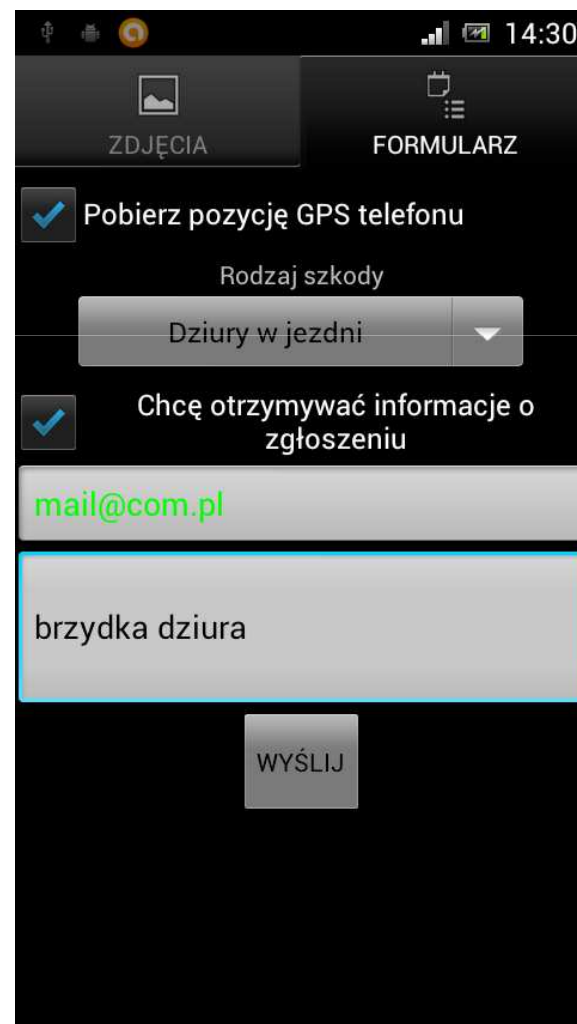 14:30
ZDJĘCIA
FORMULARZ
Pobierz pozycję GPS telefonu
Rodzaj szkody
Dziury w jezdni
Chcę otrzymywać informacje o
zgłoszeniu
mail@com.pl
brzydka dziura
WYŚLIJ